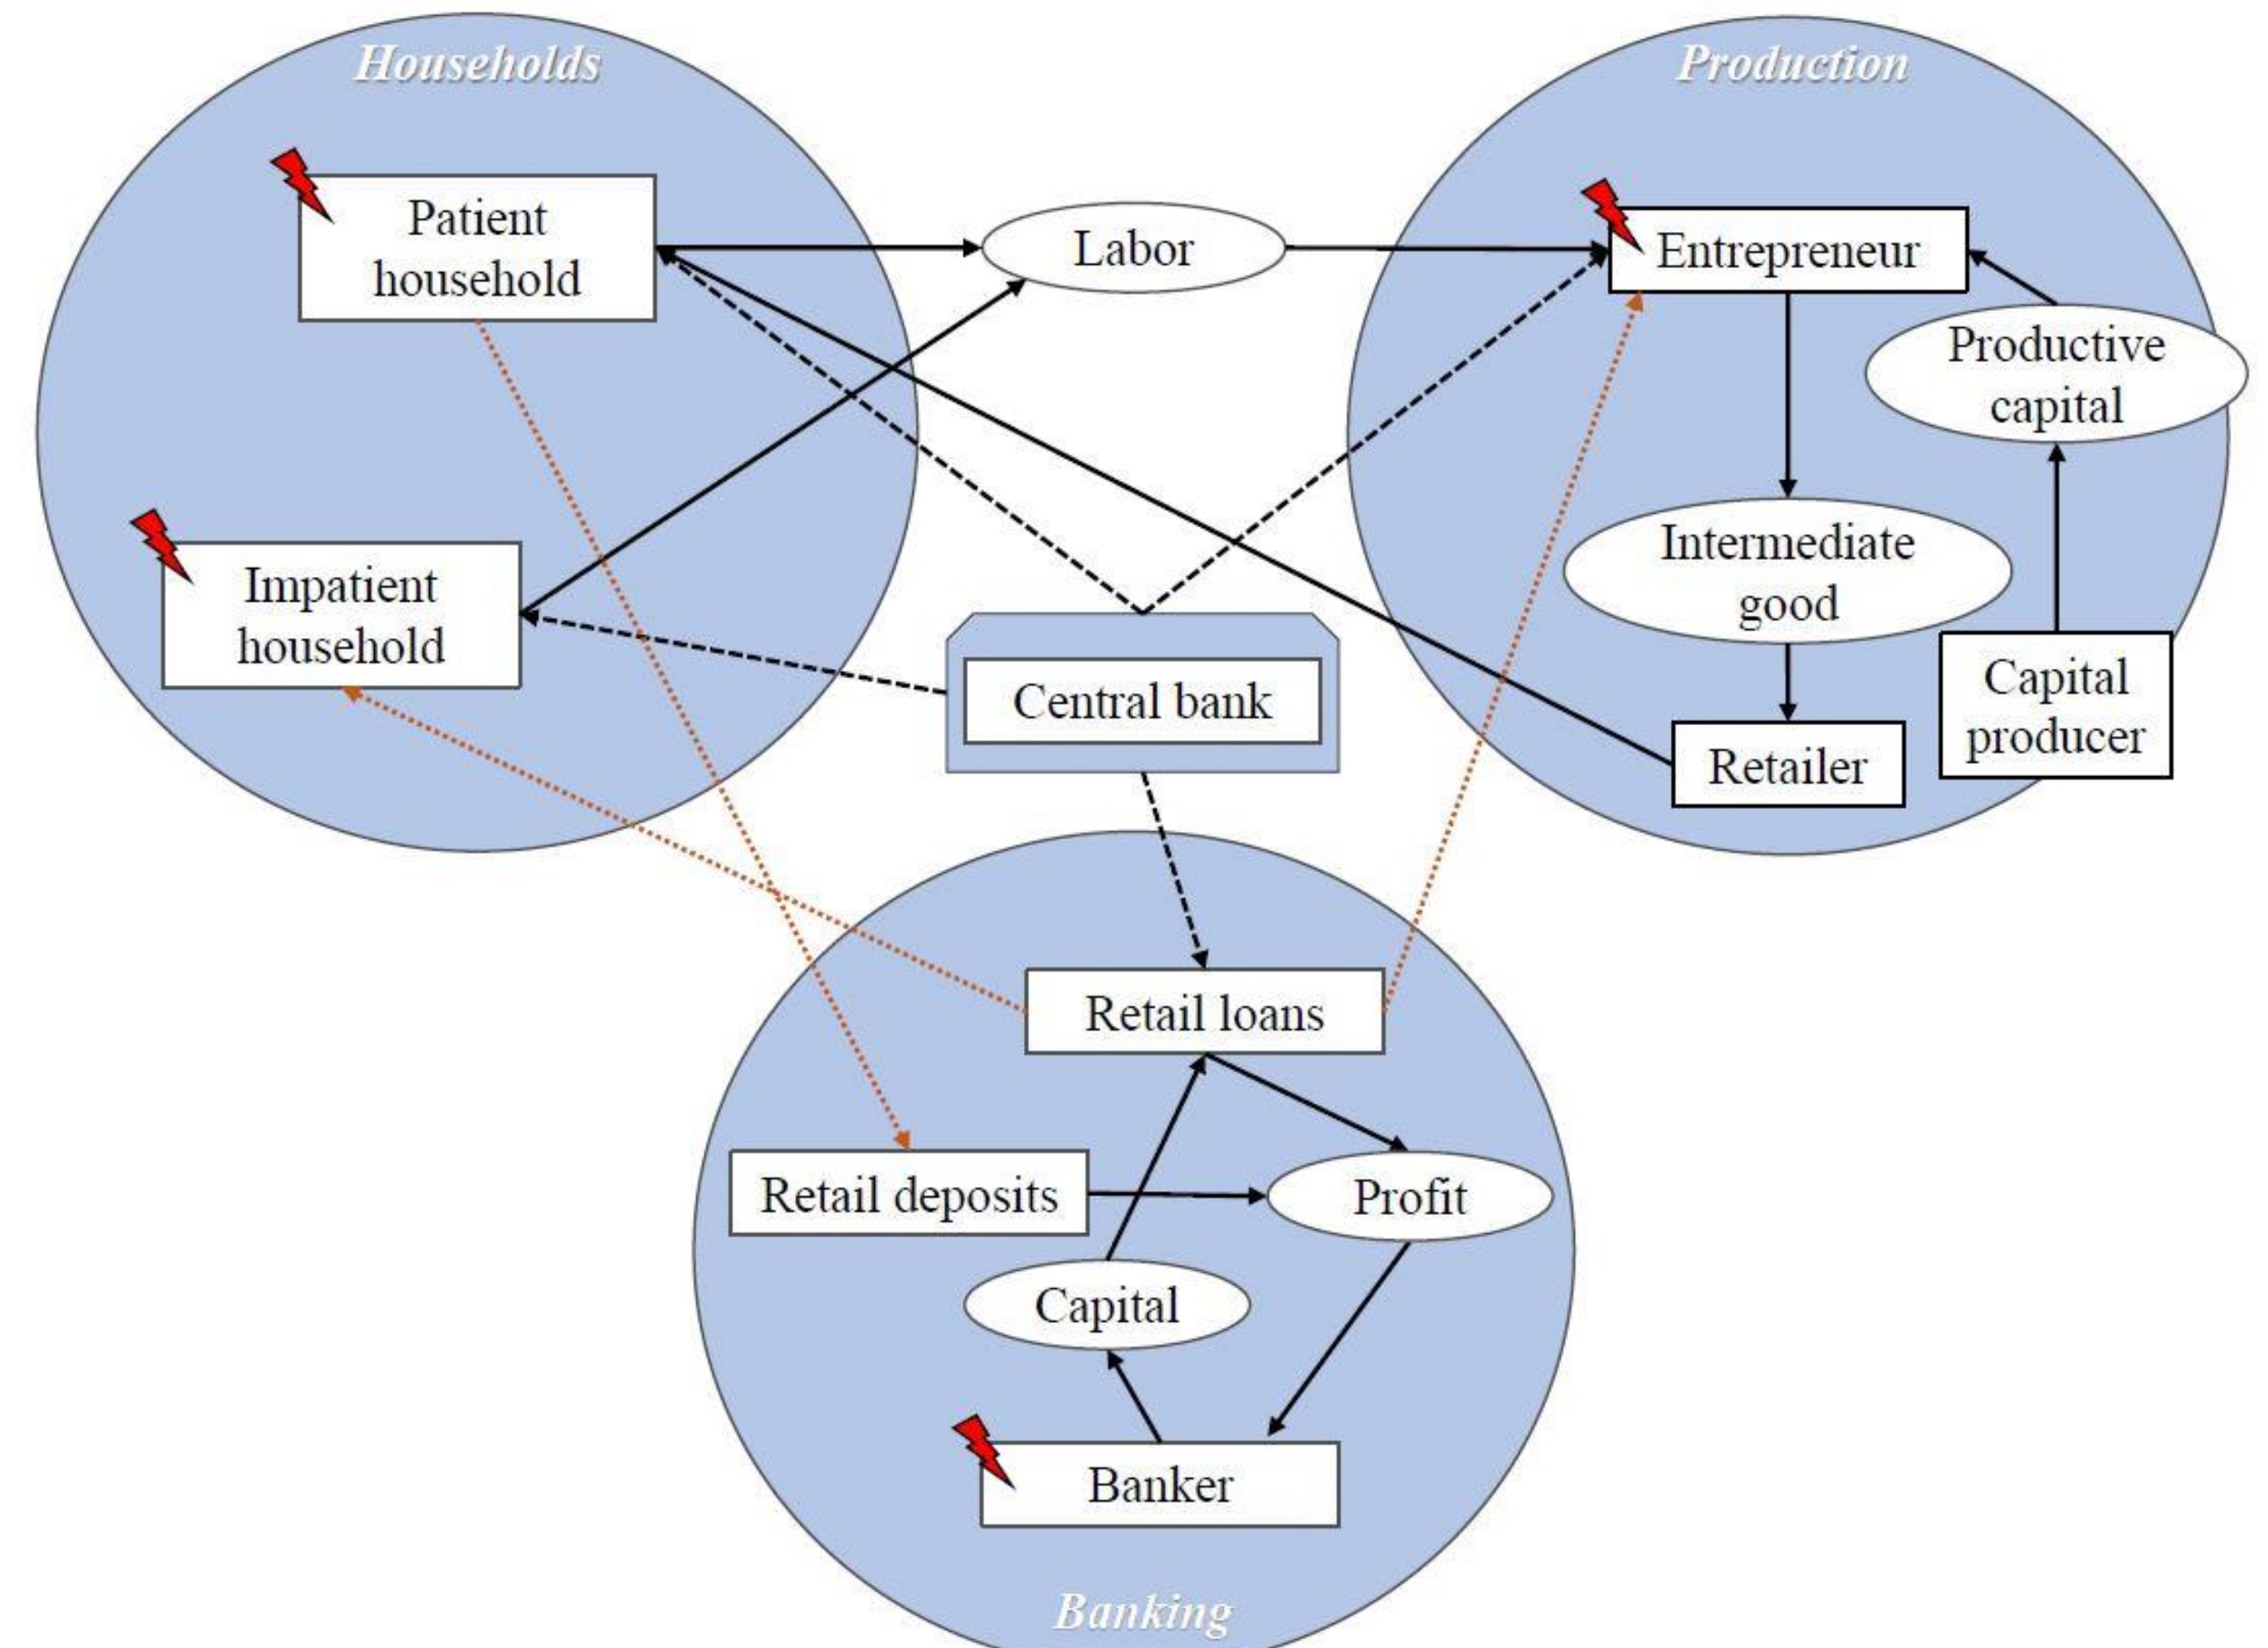 Households
Production
Patient
household
Labor
Entrepreneur
Productive
capital
Impatient
household
Intermediate
good
Central bank
Capital
producer
Retailer
Retail loans
Retail deposits
Profit
Capital
Banker
Banking